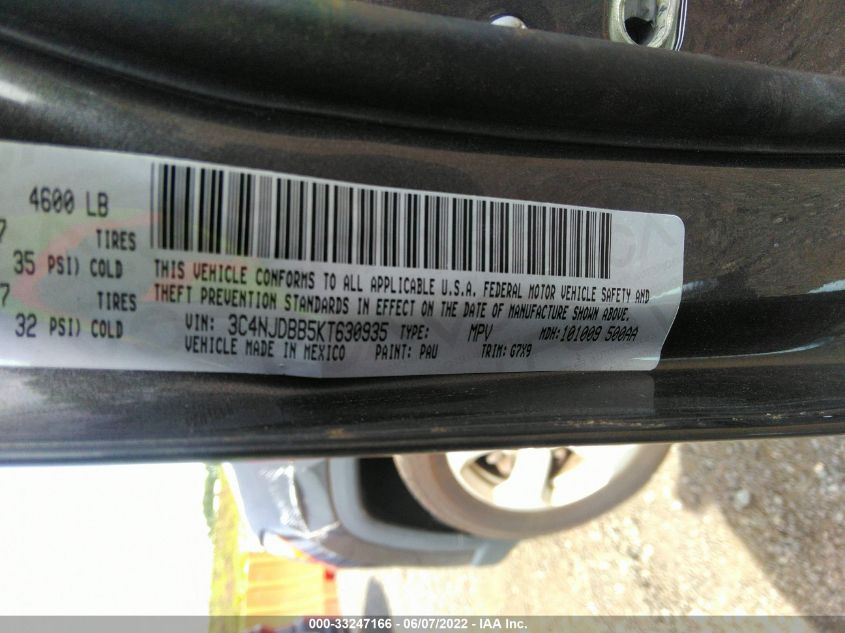 4600 LB
7 TIRES
35 PSI) COLD
7 TIRES
32 PSI) COLD
THIS VEHICLE CONFORMS TO ALL APPLICABLE U.S.A. FEDERAL MOTOR VEHICLE SAFETY AND
THEFT PREVENTION STANDARDS IN EFFECT ON THE DATE OF MANUFACTURE SHOWN ABOVE.
VIN: 3C4NJDBB5KT630935 TYPE: MPV MDH:101009 500AA
VEHICLE MADE IN MEXICO PAINT: PAU TRIM: G7X9
000-33247166 - 06/07/2022 - IAA Inc.